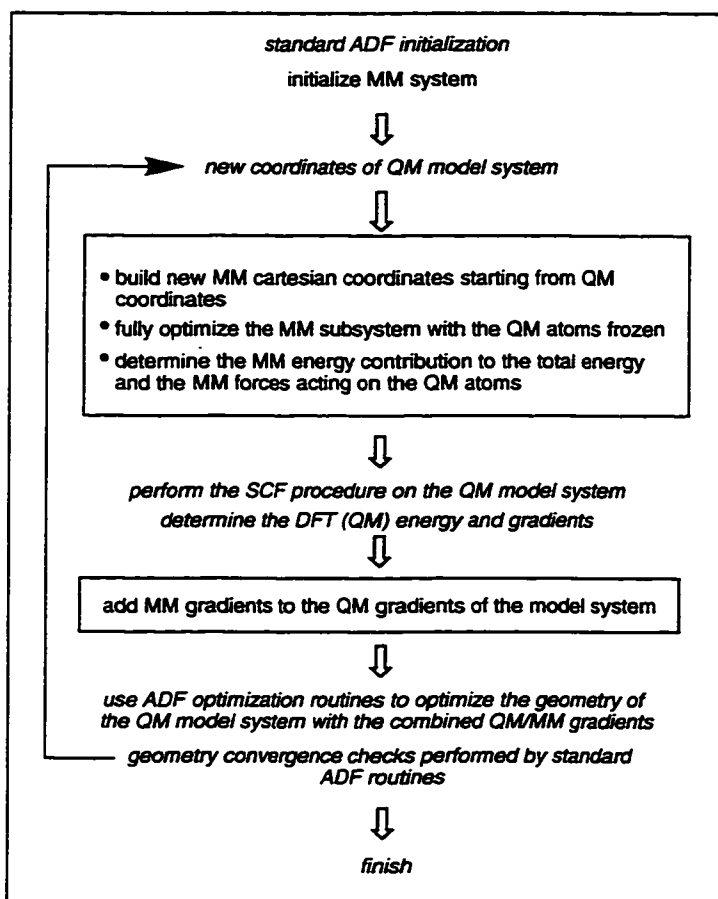 standard ADF initialization
initialize MM system
new coordinates of QM model system
• build new MM cartesian coordinates starting from QM
coordinates
• fully optimize the MM subsystem with the QM atoms frozen
• determine the MM energy contribution to the total energy
and the MM forces acting on the QM atoms
perform the SCF procedure on the QM model system
determine the DFT (QM) energy and gradients
add MM gradients to the QM gradients of the model system
use ADF optimization routines to optimize the geometry of
the QM model system with the combined QM/MM gradients
geometry convergence checks performed by standard
ADF routines
finish